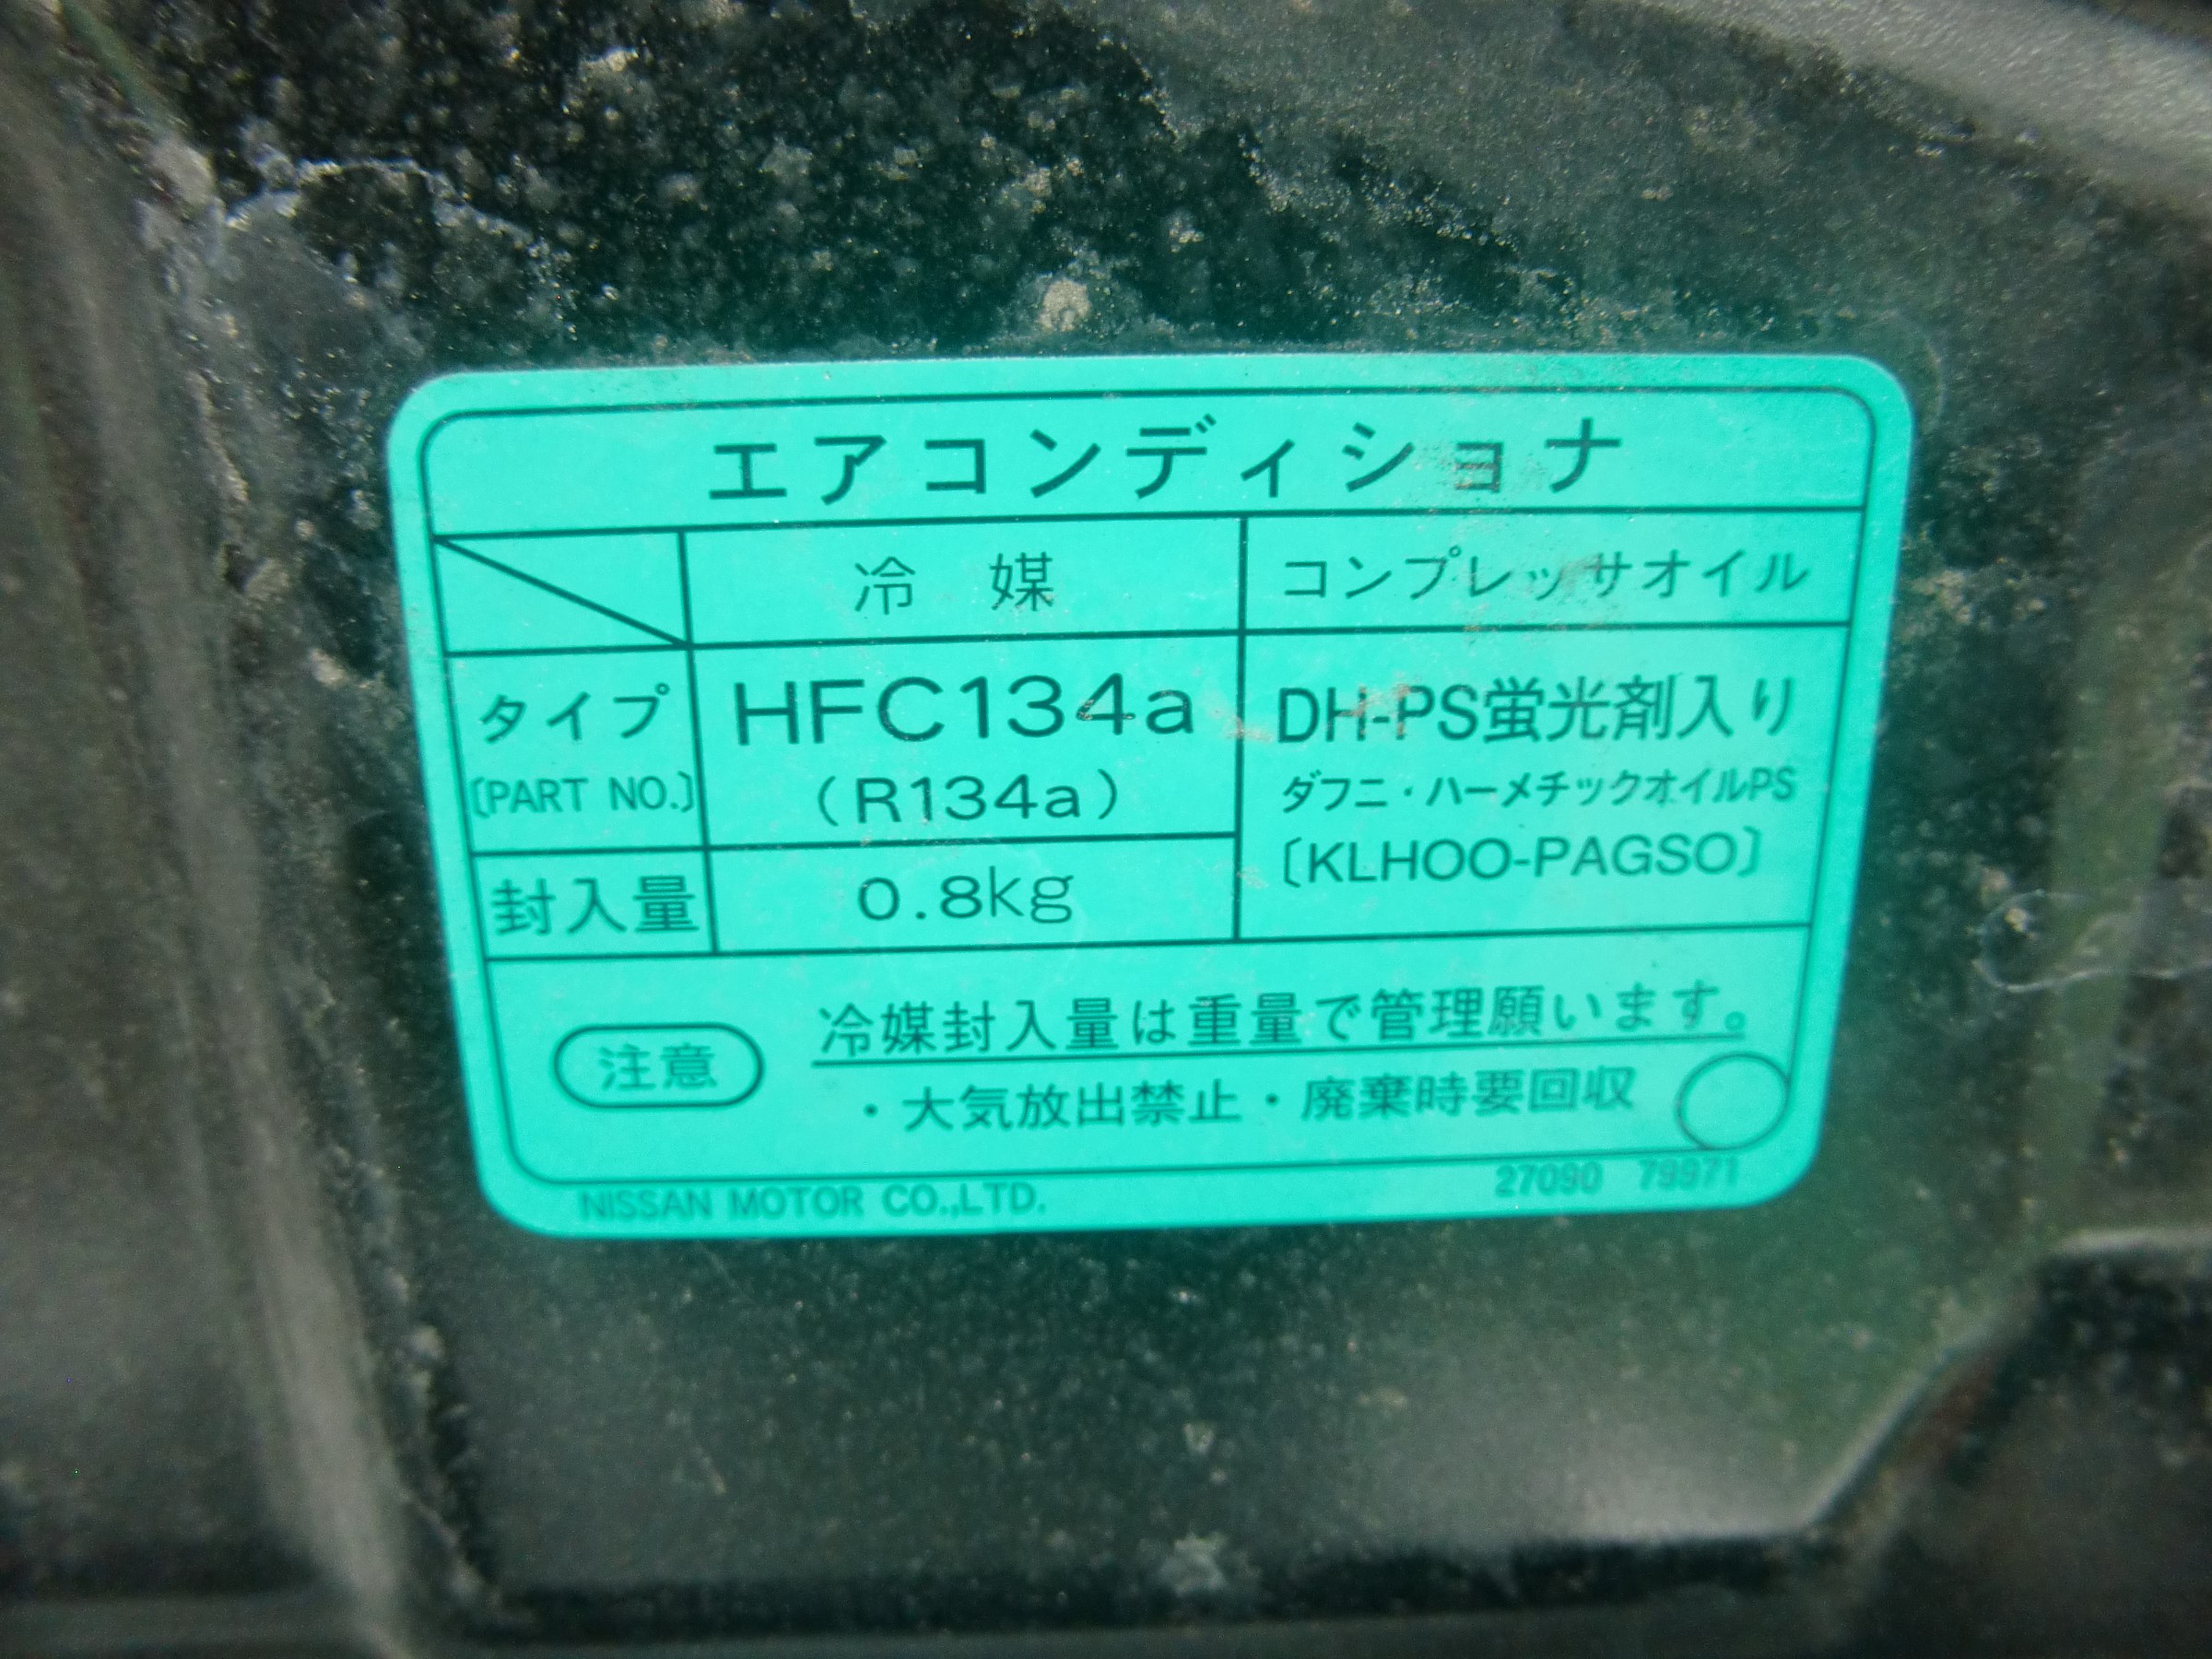 エアコンディショナ
冷 媒
コンプレッサオイル
タイプ
〔PART NO.〕
HFC134a
(R134a)
DH-PS蛍光剤入り
ダフニ・ハーメチックオイルPS
〔KLHOO-PAGSO〕
封入量
0.8kg
注意
冷媒封入量は重量で管理願います。
・大気放出禁止・廃棄時要回収
NISSAN MOTOR CO.,LTD.
27090 79971